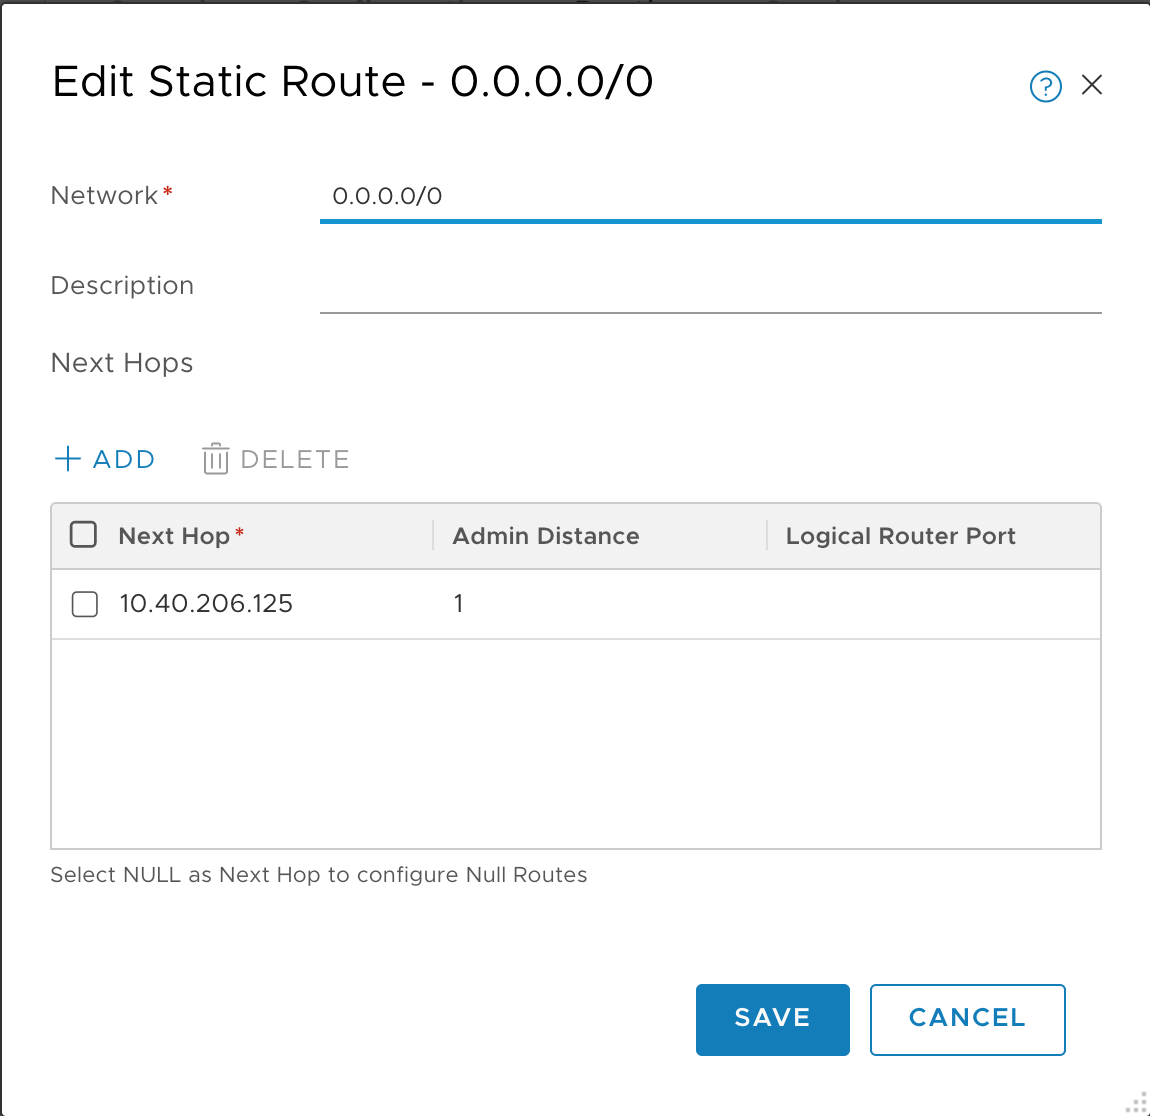 Edit Static Route - 0.0.0.0/0
?
Network*
0.0.0.0/0
Description
Next Hops
+ ADD DELETE
Next Hop* Admin Distance Logical Router Port
10.40.206.125 1
Select NULL as Next Hop to configure Null Routes
SAVE CANCEL